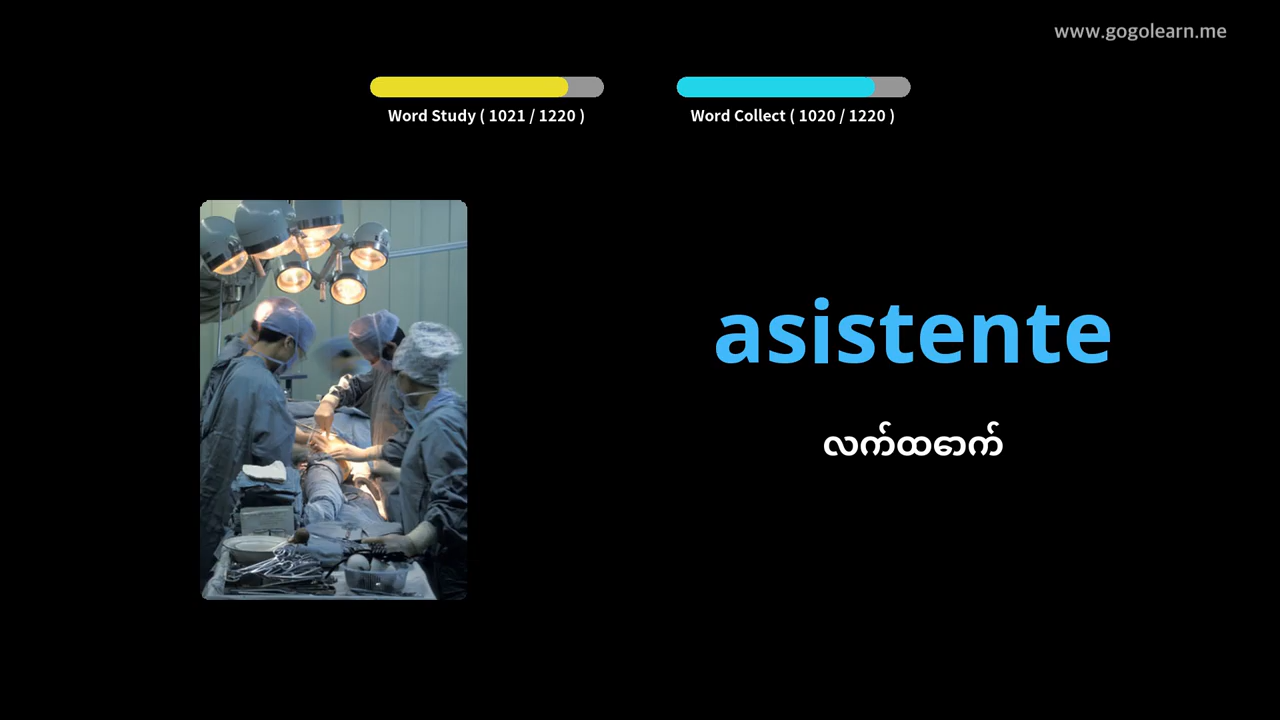 www.gogolearn.me
Word Study ( 1021 / 1220 )
Word Collect ( 1020 / 1220 )
asistente
လက်ထောက်